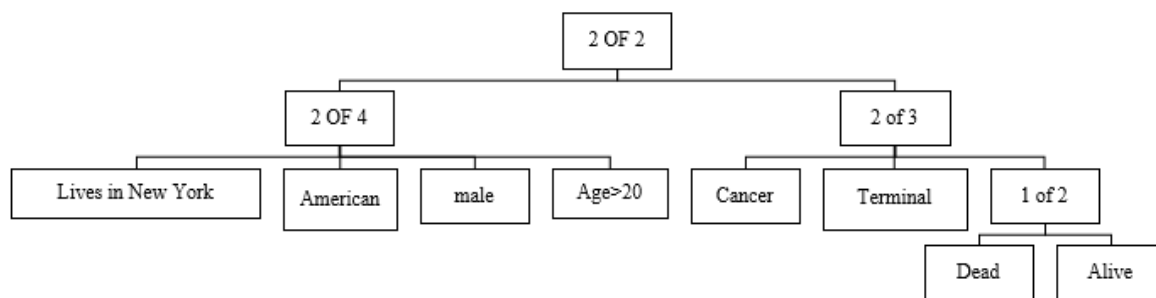 2 OF 2
2 OF 4
2 of 3
Lives in New York
American
male
Age>20
Cancer
Terminal
1 of 2
Dead
Alive